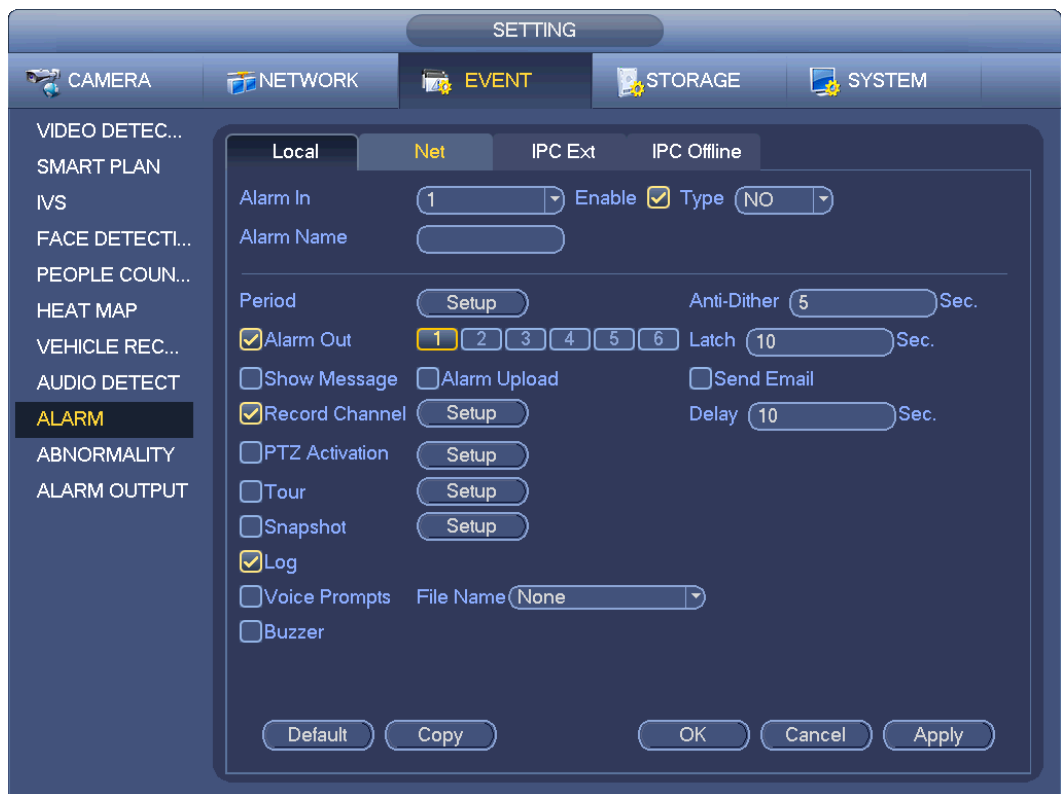 SETTING
CAMERA NETWORK EVENT STORAGE SYSTEM
VIDEO DETEC...
SMART PLAN
IVS
FACE DETECTI...
PEOPLE COUN...
HEAT MAP
VEHICLE REC...
AUDIO DETECT
ALARM
ABNORMALITY
ALARM OUTPUT
Local Net IPC Ext IPC Offline
Alarm In 1 Enable Type NO
Alarm Name
Period Setup Anti-Dither 5 Sec.
Alarm Out 1 2 3 4 5 6 Latch 10 Sec.
Show Message Alarm Upload Send Email
Record Channel Setup Delay 10 Sec.
PTZ Activation Setup
Tour Setup
Snapshot Setup
Log
Voice Prompts File Name None
Buzzer
Default Copy OK Cancel Apply